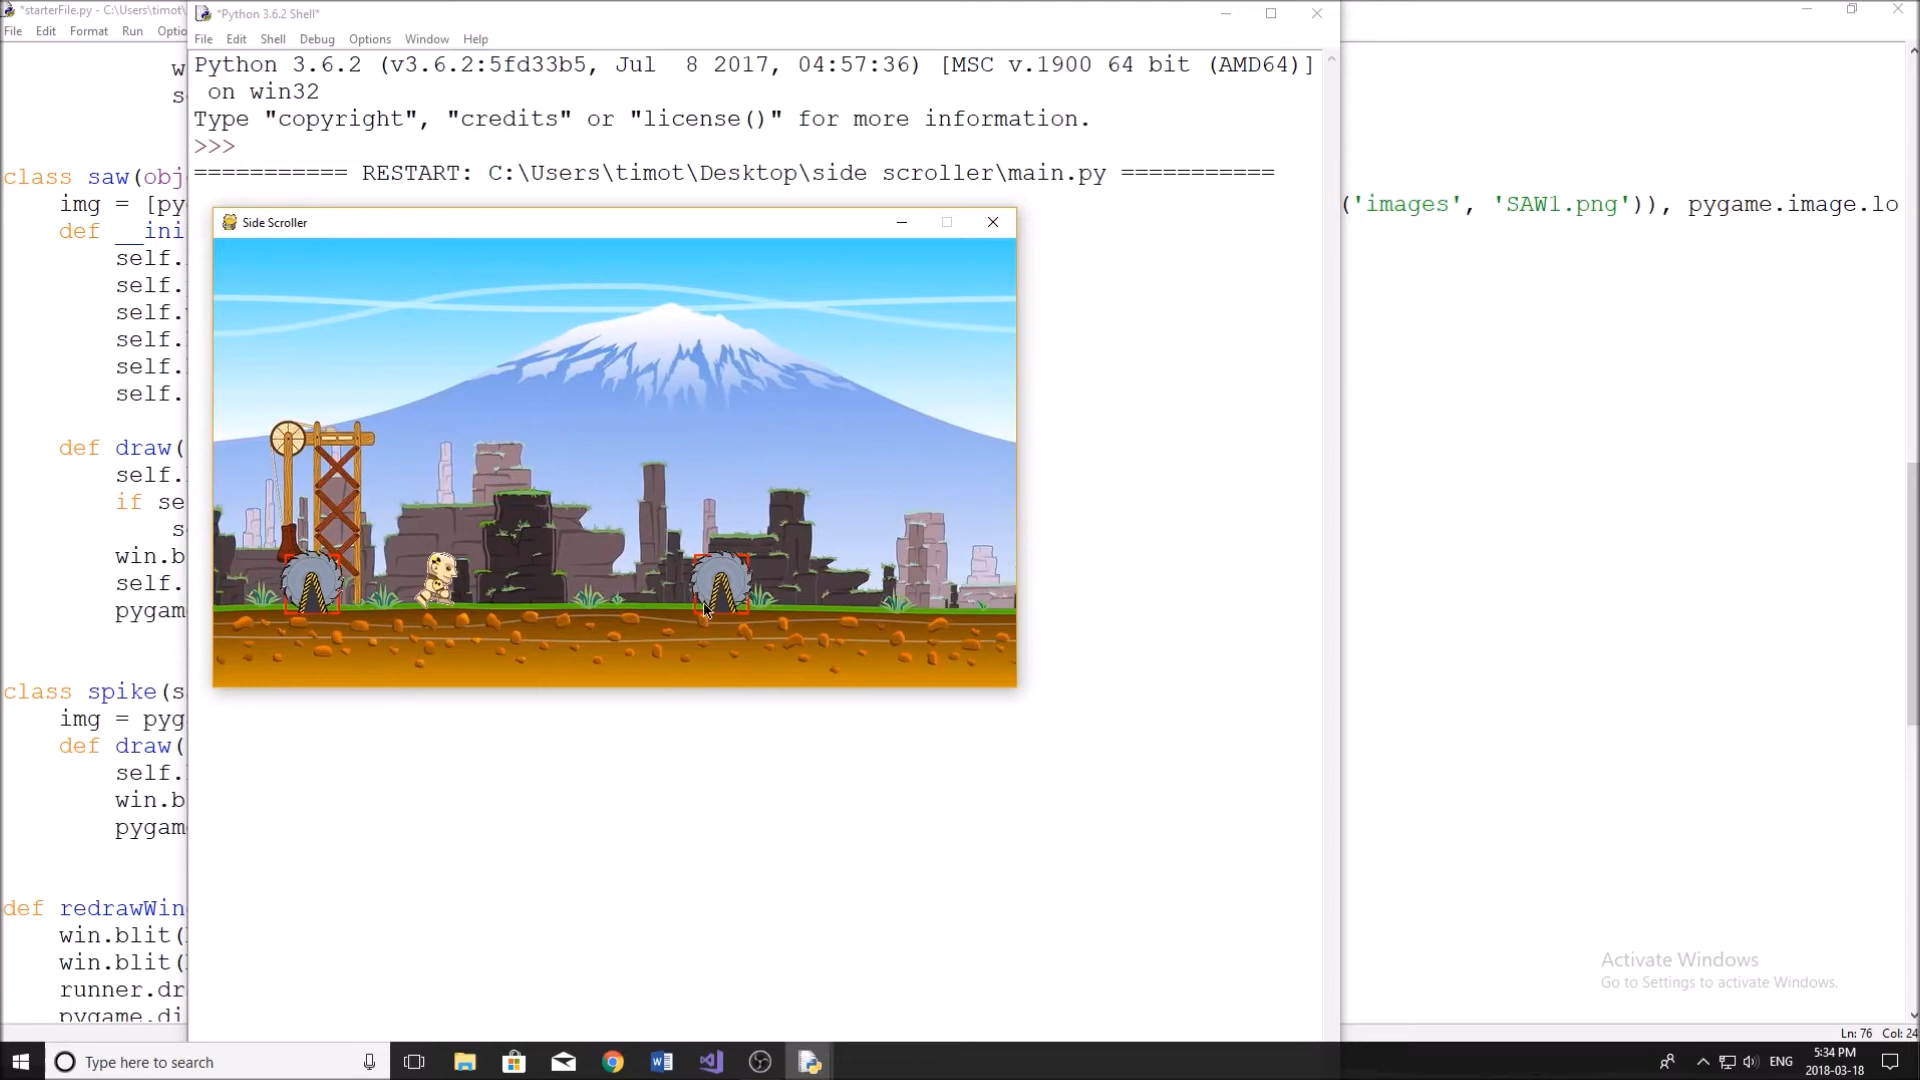 *starterFile.py - C:\Users\timot\
File Edit Format Run Optio
w
s
class saw(obj
img = [py
def __ini
self.
self.
self.
self.
self.
self.
def draw(
self.
if se
s
win.b
self.
pygam
class spike(s
img = pyg
def draw(
self.
win.b
pygam
def redrawWin
win.blit(
win.blit(
runner.dr
pygame.di
*Python 3.6.2 Shell*
File Edit Shell Debug Options Window Help
Python 3.6.2 (v3.6.2:5fd33b5, Jul 8 2017, 04:57:36) [MSC v.1900 64 bit (AMD64)]
on win32
Type "copyright", "credits" or "license()" for more information.
>>>
=========== RESTART: C:\Users\timot\Desktop\side scroller\main.py ===========
Side Scroller
('images', 'SAW1.png')), pygame.image.lo
Activate Windows
Go to Settings to activate Windows.
Ln: 76 Col: 24
Type here to search
ENG
5:34 PM
2018-03-18